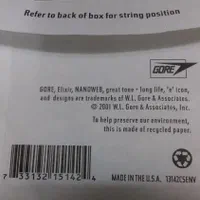 Refer to back of box for string position
GORE
GORE, Elixir, NANOWEB, great tone • long life, 'e' icon,
and designs are trademarks of W.L. Gore & Associates.
© 2001 W.L. Gore & Associates, Inc.
To help preserve our environment,
this is made of recycled paper.
7 33132 15142 4
MADE IN THE U.S.A. 13142CSENV